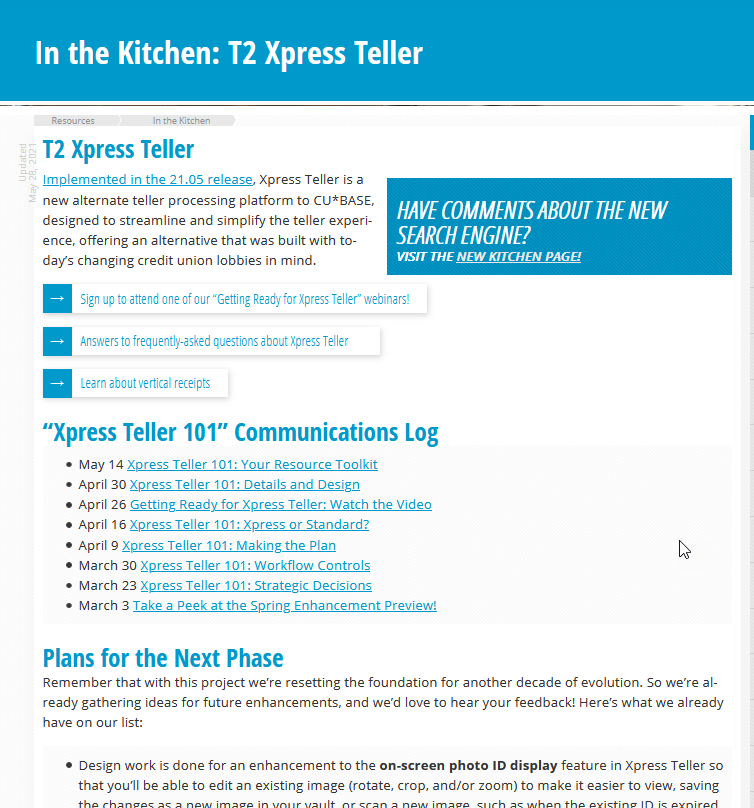 In the Kitchen: T2 Xpress Teller
Resources
In the Kitchen
Updated
May 28, 2021
T2 Xpress Teller
Implemented in the 21.05 release, Xpress Teller is a
new alternate teller processing platform to CU*BASE,
designed to streamline and simplify the teller experi-
ence, offering an alternative that was built with to-
day's changing credit union lobbies in mind.
HAVE COMMENTS ABOUT THE NEW
SEARCH ENGINE?
VISIT THE NEW KITCHEN PAGE!
→ Sign up to attend one of our “Getting Ready for Xpress Teller” webinars!
→ Answers to frequently-asked questions about Xpress Teller
→ Learn about vertical receipts
“Xpress Teller 101” Communications Log
• May 14 Xpress Teller 101: Your Resource Toolkit
• April 30 Xpress Teller 101: Details and Design
• April 26 Getting Ready for Xpress Teller: Watch the Video
• April 16 Xpress Teller 101: Xpress or Standard?
• April 9 Xpress Teller 101: Making the Plan
• March 30 Xpress Teller 101: Workflow Controls
• March 23 Xpress Teller 101: Strategic Decisions
• March 3 Take a Peek at the Spring Enhancement Preview!
Plans for the Next Phase
Remember that with this project we're resetting the foundation for another decade of evolution. So we're al-
ready gathering ideas for future enhancements, and we'd love to hear your feedback! Here's what we already
have on our list:
• Design work is done for an enhancement to the on-screen photo ID display feature in Xpress Teller so
that you'll be able to edit an existing image (rotate, crop, and/or zoom) to make it easier to view, saving
the changes as a new image in your vault, or scan a new image, such as when the existing ID is expired